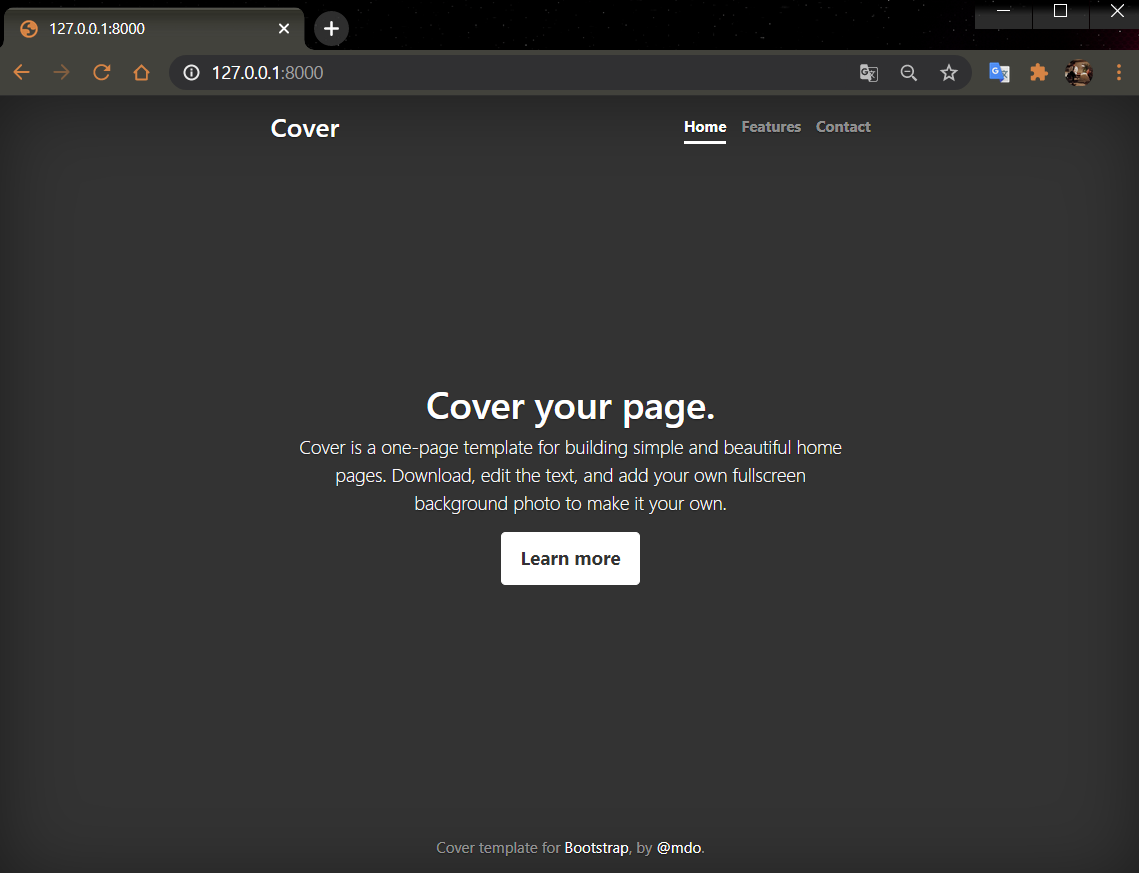 127.0.0.1:8000
127.0.0.1:8000
Cover
Home Features Contact
Cover your page.
Cover is a one-page template for building simple and beautiful home
pages. Download, edit the text, and add your own fullscreen
background photo to make it your own.
Learn more
Cover template for Bootstrap, by @mdo.